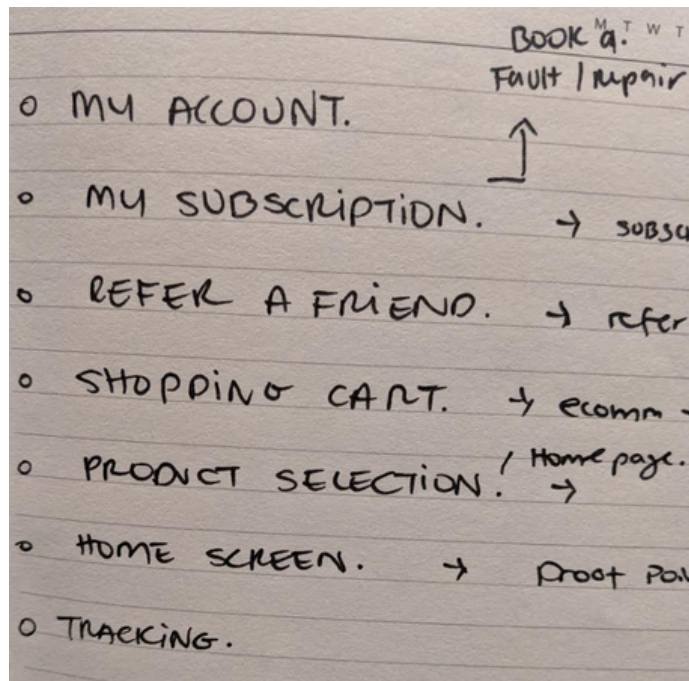 M T W T
BOOK a.
Fault / repair
○ MY ACCOUNT.
○ MY SUBSCRIPTION. → SUBSC
○ REFER A FRIEND. → refer
○ SHOPPING CART. → ecomm -
/ Home page.
○ PRODUCT SELECTION. →
○ HOME SCREEN. → Proof
○ TRACKING.